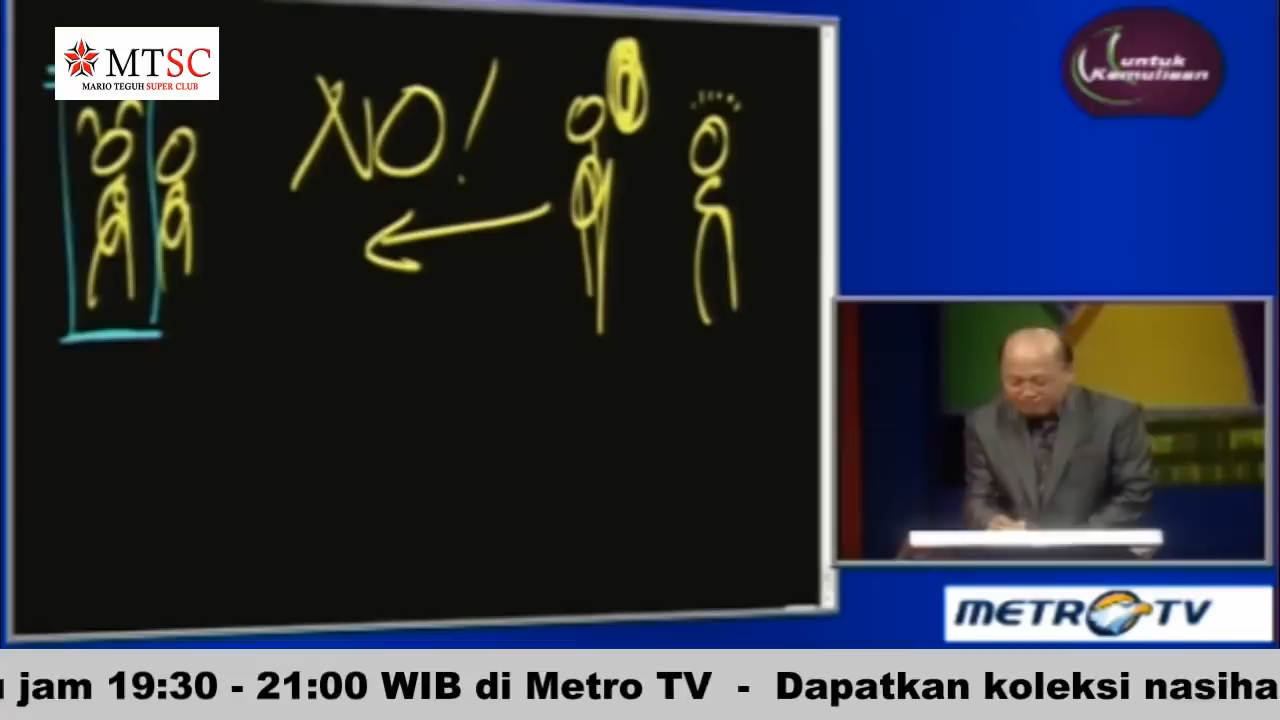 MTSC
MARIO TEGUH SUPER CLUB
NO!
untuk
Kemuliaan
METRO TV
jam 19:30 - 21:00 WIB di Metro TV - Dapatkan koleksi nasiha